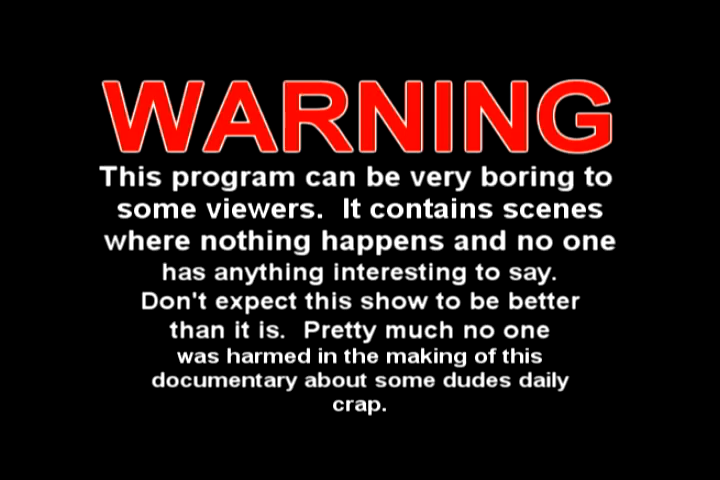 WARNING
This program can be very boring to
some viewers.  It contains scenes
where nothing happens and no one
has anything interesting to say.
Don't expect this show to be better
than it is.  Pretty much no one
was harmed in the making of this
documentary about some dudes daily
crap.